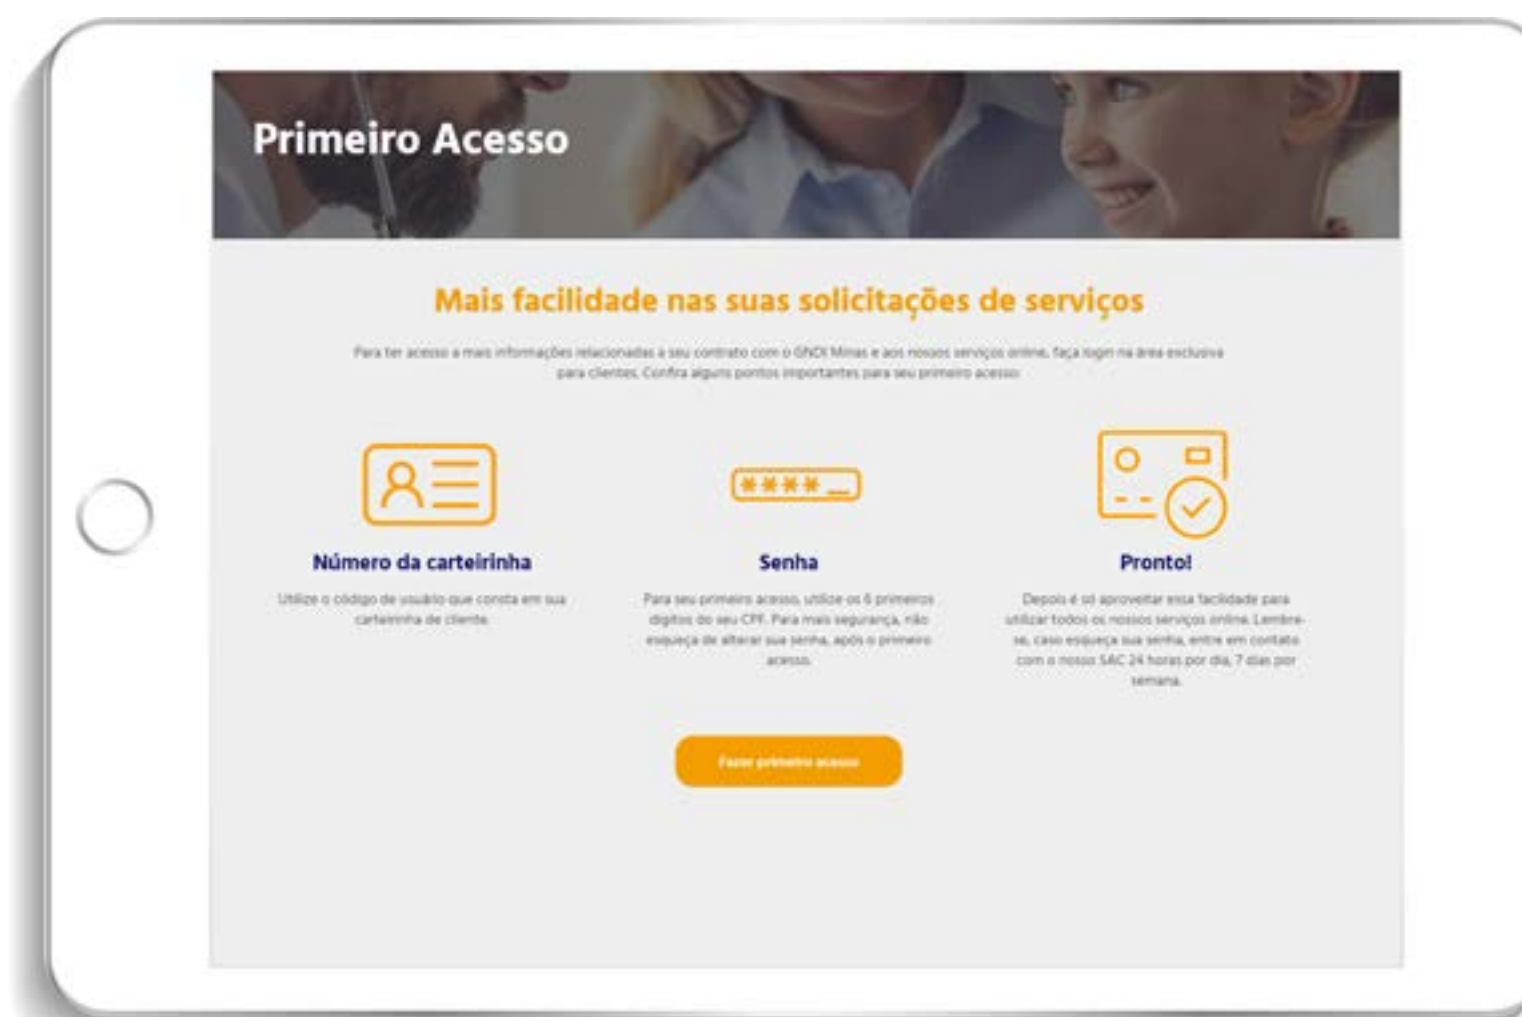 Primeiro Acesso
Mais facilidade nas suas solicitações de serviços
Para ter acesso a mais informações relacionadas a seu contrato com o GNDI Minas e aos nossos serviços online, faça login na área exclusiva
para clientes. Confira alguns pontos importantes para seu primeiro acesso:
****_
Número da carteirinha
Utilize o código de usuário que consta em sua
carteirinha de cliente.
Senha
Para seu primeiro acesso, utilize os 6 primeiros
dígitos do seu CPF. Para mais segurança, não
esqueça de alterar sua senha, após o primeiro
acesso.
Pronto!
Depois é só aproveitar essa facilidade para
utilizar todos os nossos serviços online. Lembre-
se, caso esqueça sua senha, entre em contato
com o nosso SAC 24 horas por dia, 7 dias por
semana.
Fazer primeiro acesso